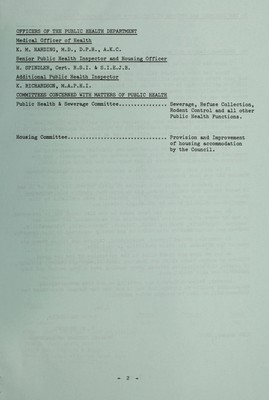 OFFICERS OF THE PUBLIC HEALTH DEPARTMENT
Medical Officer of Health
K. M. HARDING, M.D., D.P.H., A.K.C.
Senior Public Health Inspector and Housing Officer
H. SPINDLER, Cert. R.S.I. & S.I.E.J.B.
Additional Public Health Inspector
K. RICHARDSON, M.A.P.H.I.
COMMITTEES CONCERNED WITH MATTERS OF PUBLIC HEALTH
Public Health & Sewerage Committee................ Sewerage, Refuse Collection,
Rodent Control and all other
Public Health Functions.
Housing Committee................................. Provision and Improvement
of housing accommodation
by the Council.
- 2 -